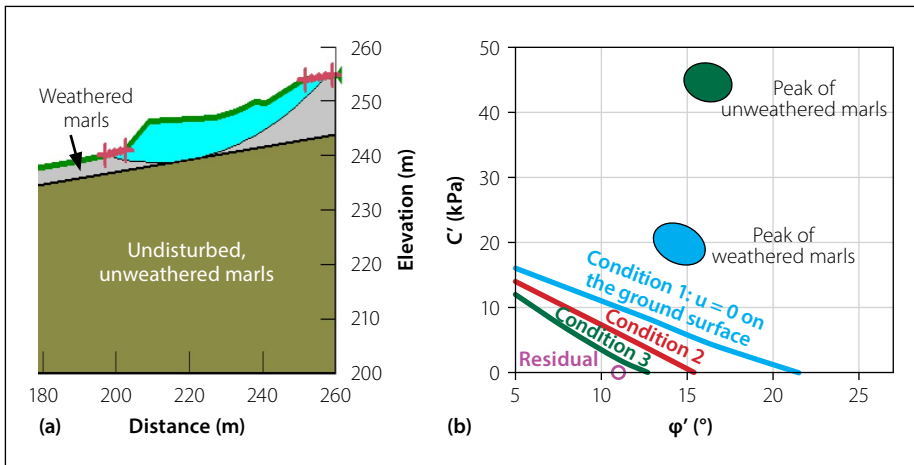 260
250
240
230
220
210
200
Elevation (m)
Weathered
marls
Undisturbed,
unweathered marls
180 200 220 240 260
(a) Distance (m)
50
40
30
20
10
0
C′ (kPa)
Peak of
unweathered marls
Peak of
weathered marls
Condition 1: u = 0 on
the ground surface
Condition 2
Condition 3
Residual
5 10 15 20 25
(b) φ′ (°)